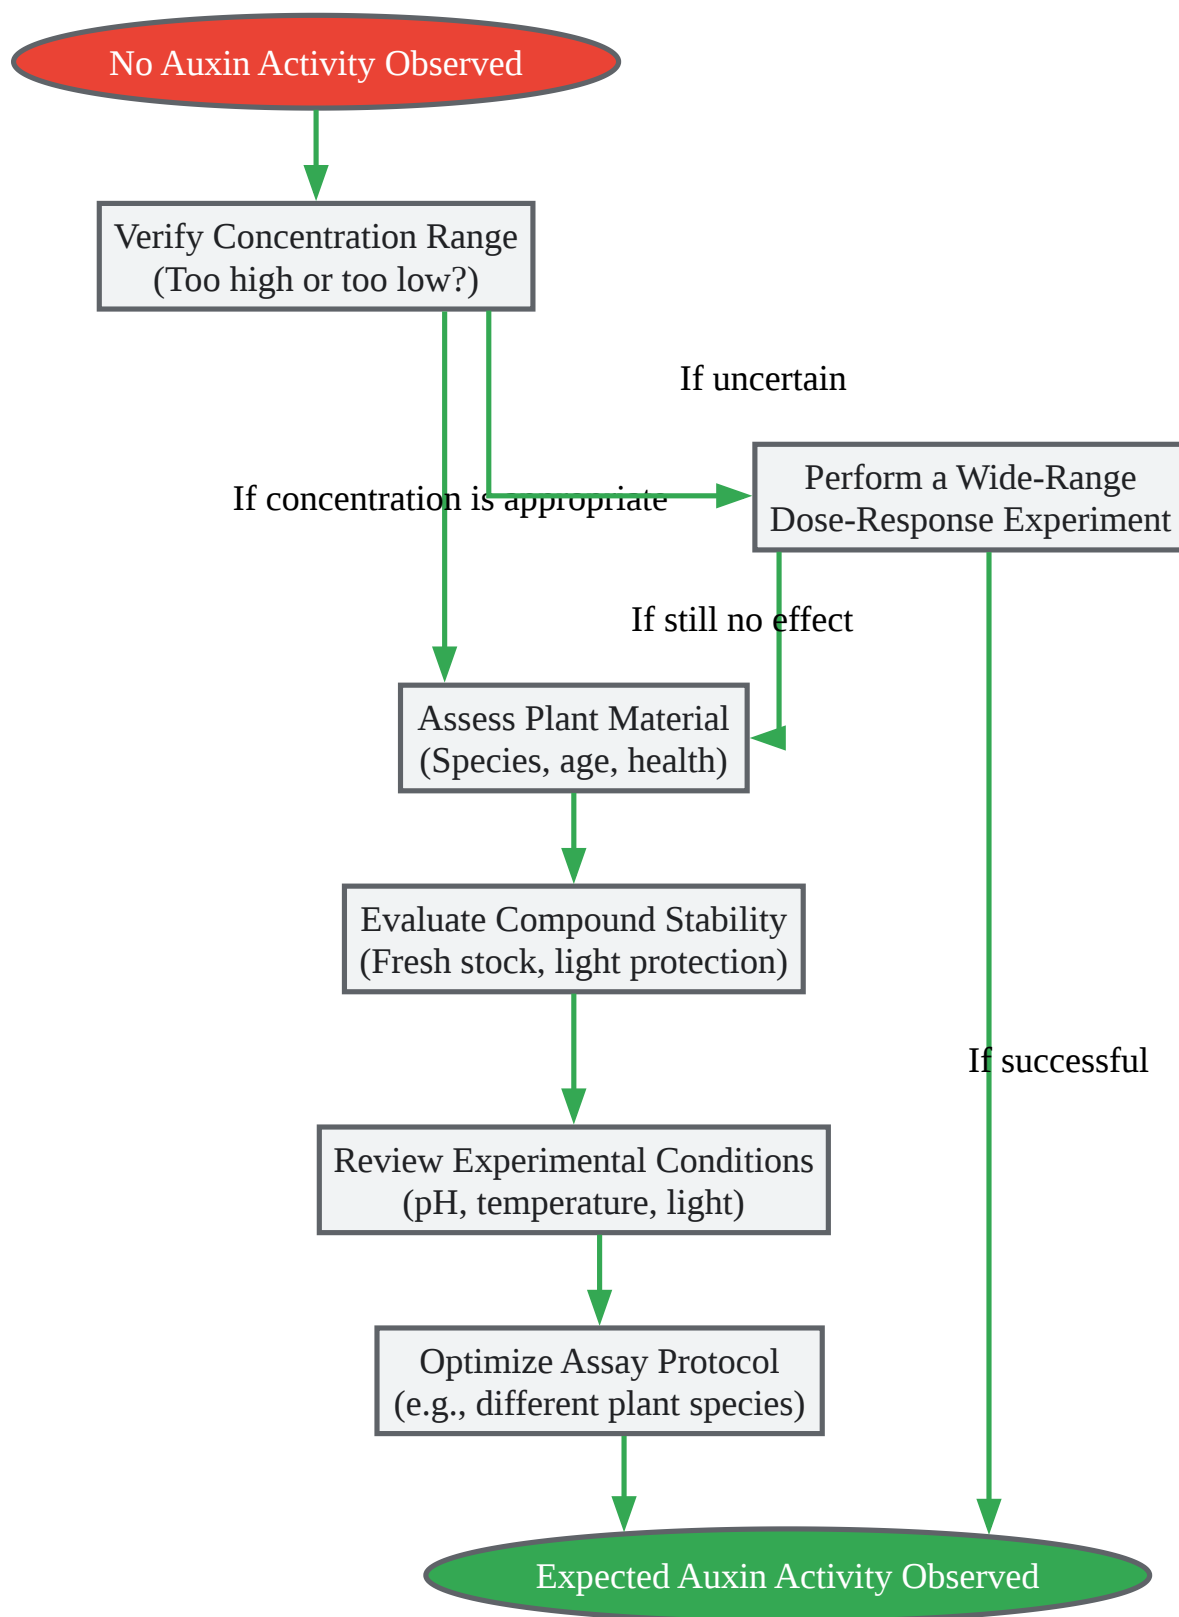 No Auxin Activity Observed
Verify Concentration Range
(Too high or too low?)
If uncertain
If concentration is appropriate
Perform a Wide-Range
Dose-Response Experiment
If still no effect
Assess Plant Material
(Species, age, health)
Evaluate Compound Stability
(Fresh stock, light protection)
If successful
Review Experimental Conditions
(pH, temperature, light)
Optimize Assay Protocol
(e.g., different plant species)
Expected Auxin Activity Observed